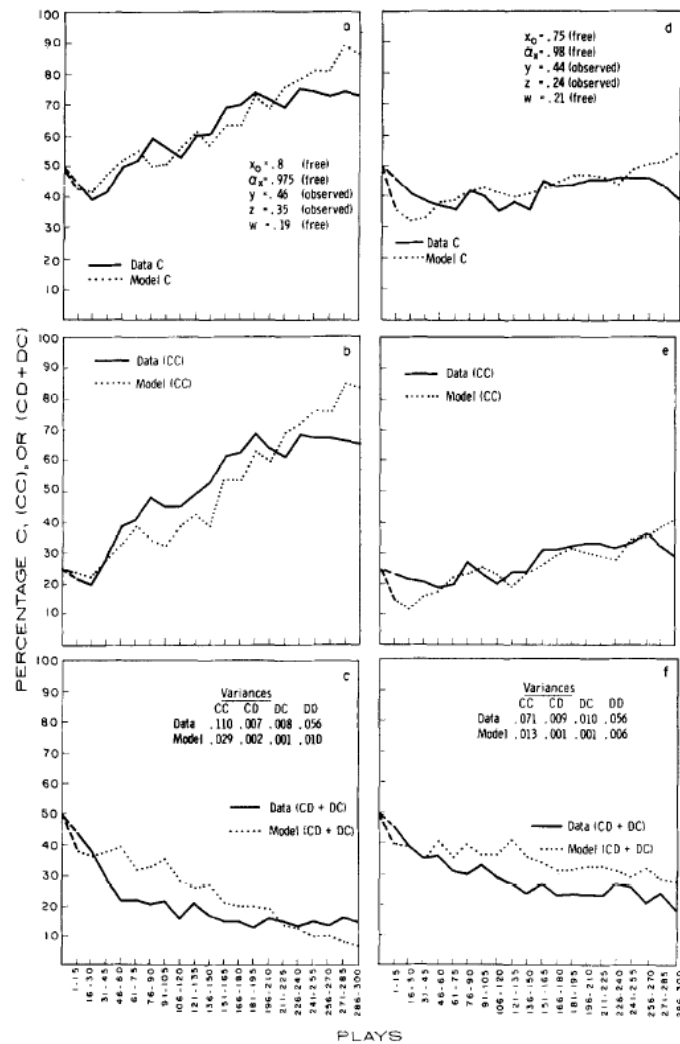 PERCENTAGE C, (CC), OR (CD+DC)
a
100
90
80
70
60
50
40
30
20
10
x₀ = .8 (free)
α̂ₓ = .975 (free)
y = .46 (observed)
z = .35 (observed)
w = .19 (free)
Data C
Model C
d
x₀ = .75 (free)
α̂ₓ = .98 (free)
y = .44 (observed)
z = .24 (observed)
w = .21 (free)
Data C
Model C
b
100
90
80
70
60
50
40
30
20
10
Data (CC)
Model (CC)
e
Data (CC)
Model (CC)
c
100
90
80
70
60
50
40
30
20
10
Variances
CC CD DC DD
Data .110 .007 .008 .056
Model .029 .002 .001 .010
Data (CD + DC)
Model (CD + DC)
f
Variances
CC CD DC DD
Data .071 .009 .010 .056
Model .013 .001 .001 .006
Data (CD + DC)
Model (CD + DC)
1-15
16-30
31-45
46-60
61-75
76-90
91-105
106-120
121-135
136-150
151-165
166-180
181-195
196-210
211-225
226-240
241-255
256-270
271-285
286-300
1-15
16-30
31-45
46-60
61-75
76-90
91-105
106-120
121-135
136-150
151-165
166-180
181-195
196-210
211-225
226-240
241-255
256-270
271-285
286-300
PLAYS